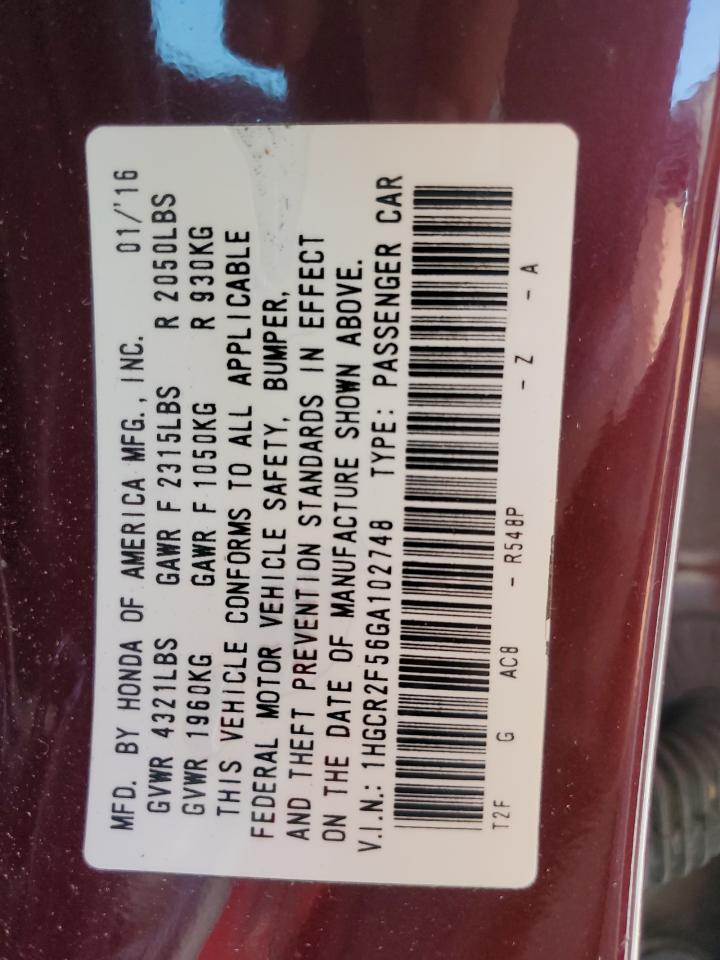 MFD. BY HONDA OF AMERICA MFG., INC. 01/'16
GVWR 4321LBS GAWR F 2315LBS R 2050LBS
GVWR 1960KG GAWR F 1050KG R 930KG
THIS VEHICLE CONFORMS TO ALL APPLICABLE
FEDERAL MOTOR VEHICLE SAFETY, BUMPER,
AND THEFT PREVENTION STANDARDS IN EFFECT
ON THE DATE OF MANUFACTURE SHOWN ABOVE.
V.I.N.: 1HGCR2F56GA102748 TYPE: PASSENGER CAR
T2F G AC8 - R548P - Z - A